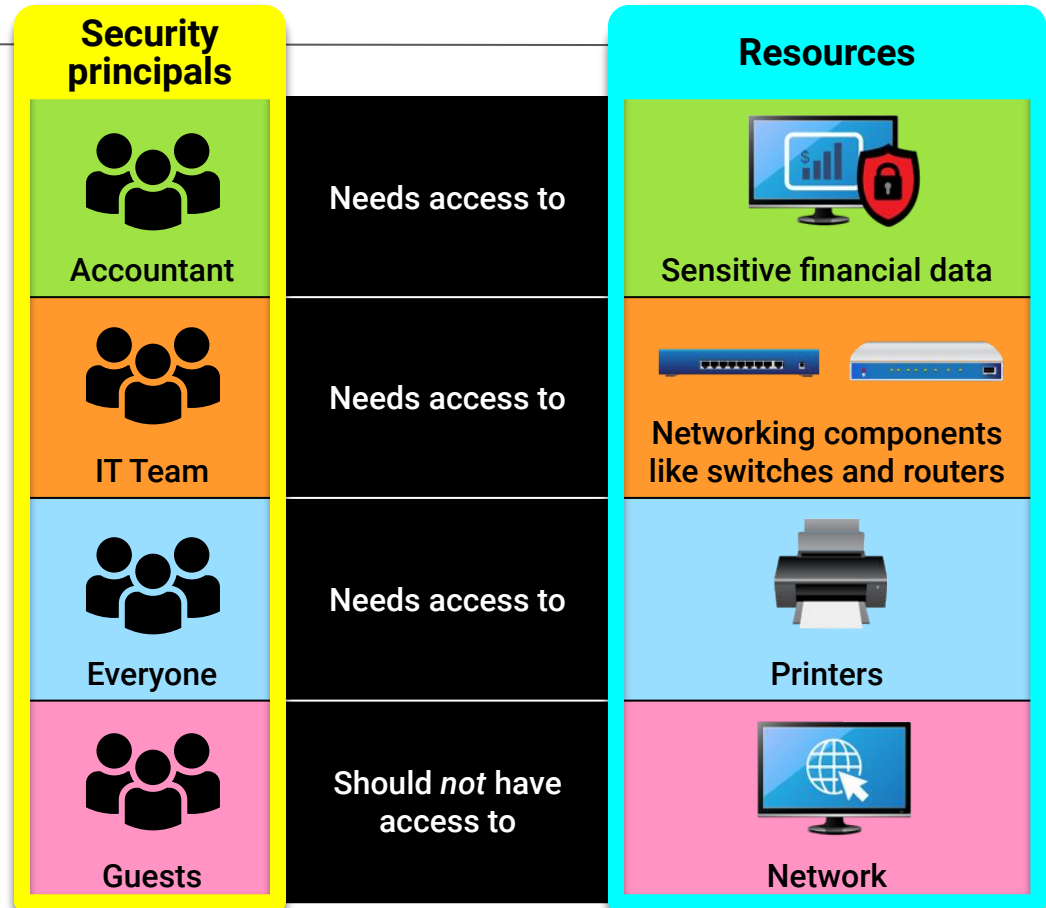 Security
principals
Resources
Accountant
Needs access to
Sensitive financial data
$
IT Team
Needs access to
Networking components
like switches and routers
Everyone
Needs access to
Printers
Guests
Should not have
access to
Network